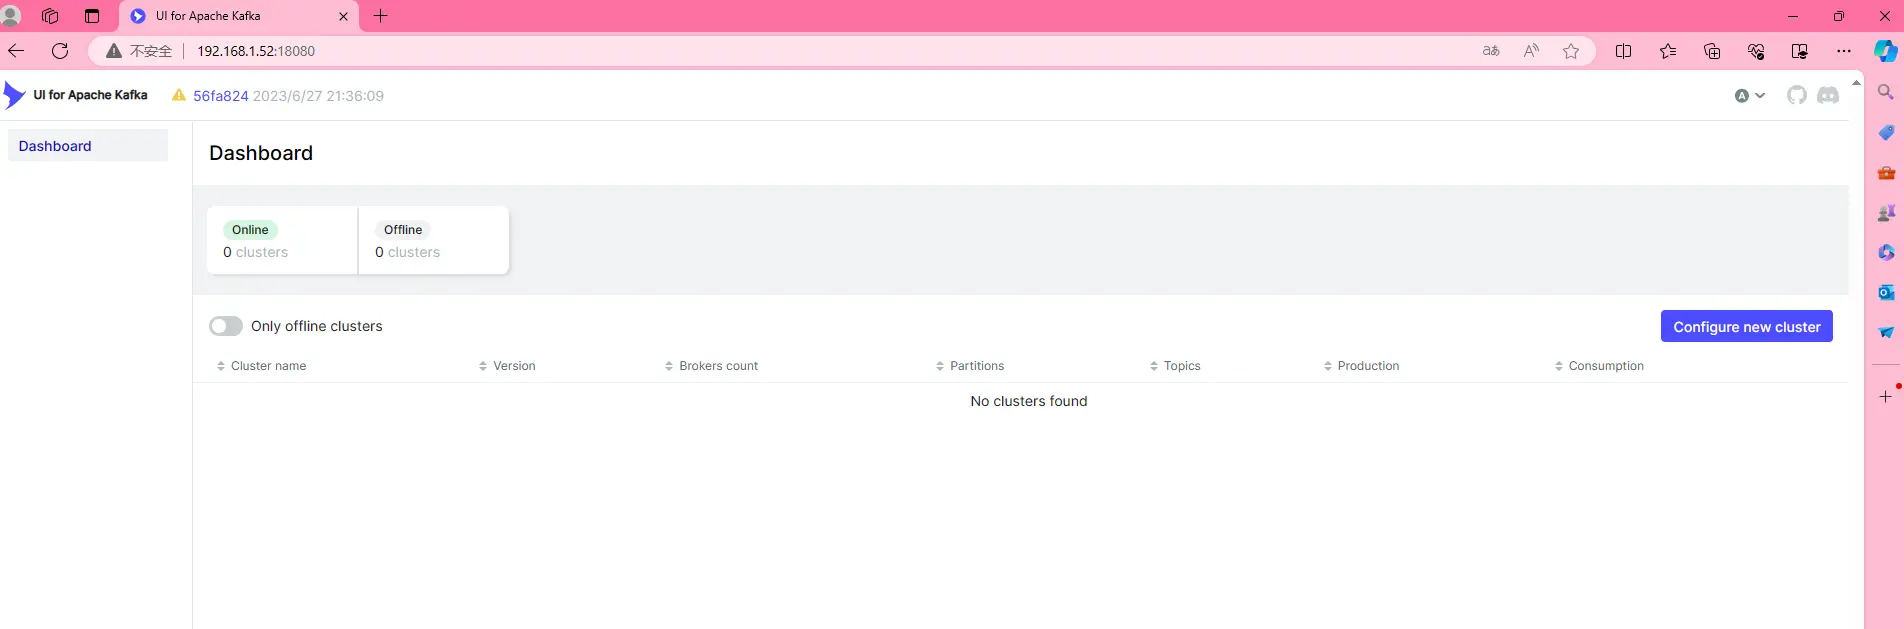 UI for Apache Kafka
不安全 192.168.1.52:18080 aあ A
UI for Apache Kafka 56fa824 2023/6/27 21:36:09 A
Dashboard
Dashboard
Online Offline
0 clusters 0 clusters
Only offline clusters Configure new cluster
Cluster name Version Brokers count Partitions Topics Production Consumption
No clusters found